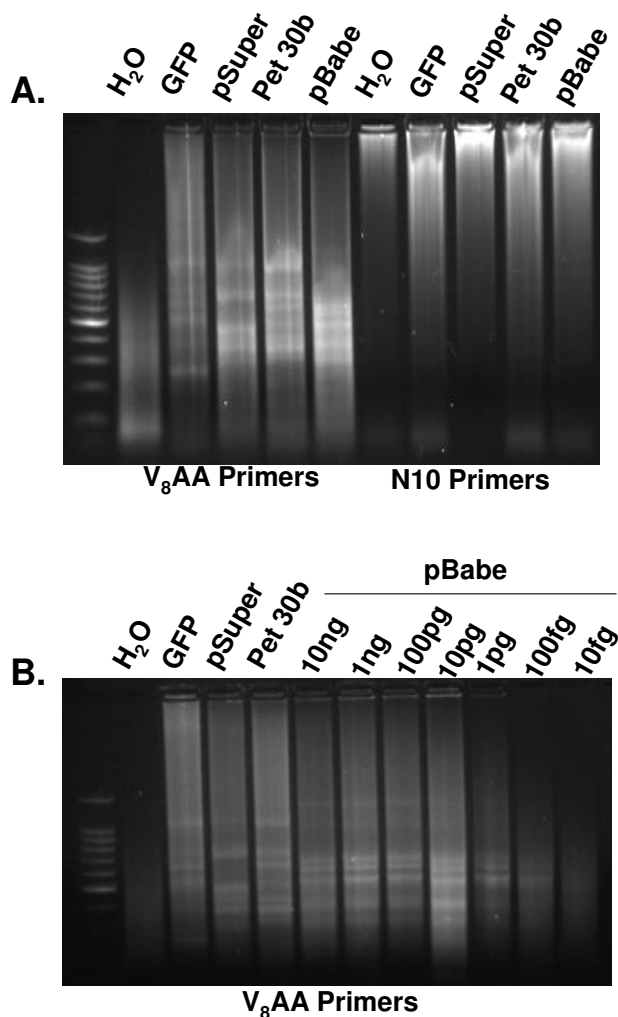 A.
H₂O GFP pSuper Pet 30b pBabe H₂O GFP pSuper Pet 30b pBabe
V₈AA Primers N10 Primers
pBabe
B.
H₂O GFP pSuper Pet 30b 10ng 1ng 100pg 10pg 1pg 100fg 10fg
V₈AA Primers